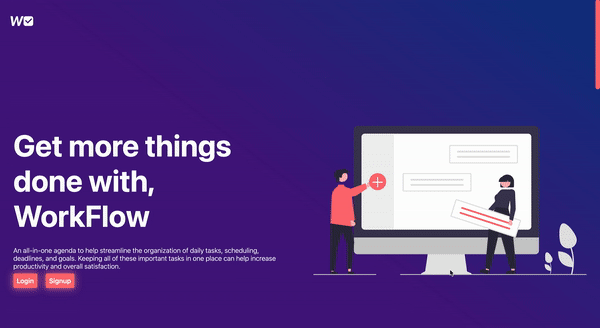 W
Get more things
done with,
WorkFlow
An all-in-one agenda to help streamline the organization of daily tasks, scheduling,
deadlines, and goals. Keeping all of these important tasks in one place can help increase
productivity and overall satisfaction.
Login Signup